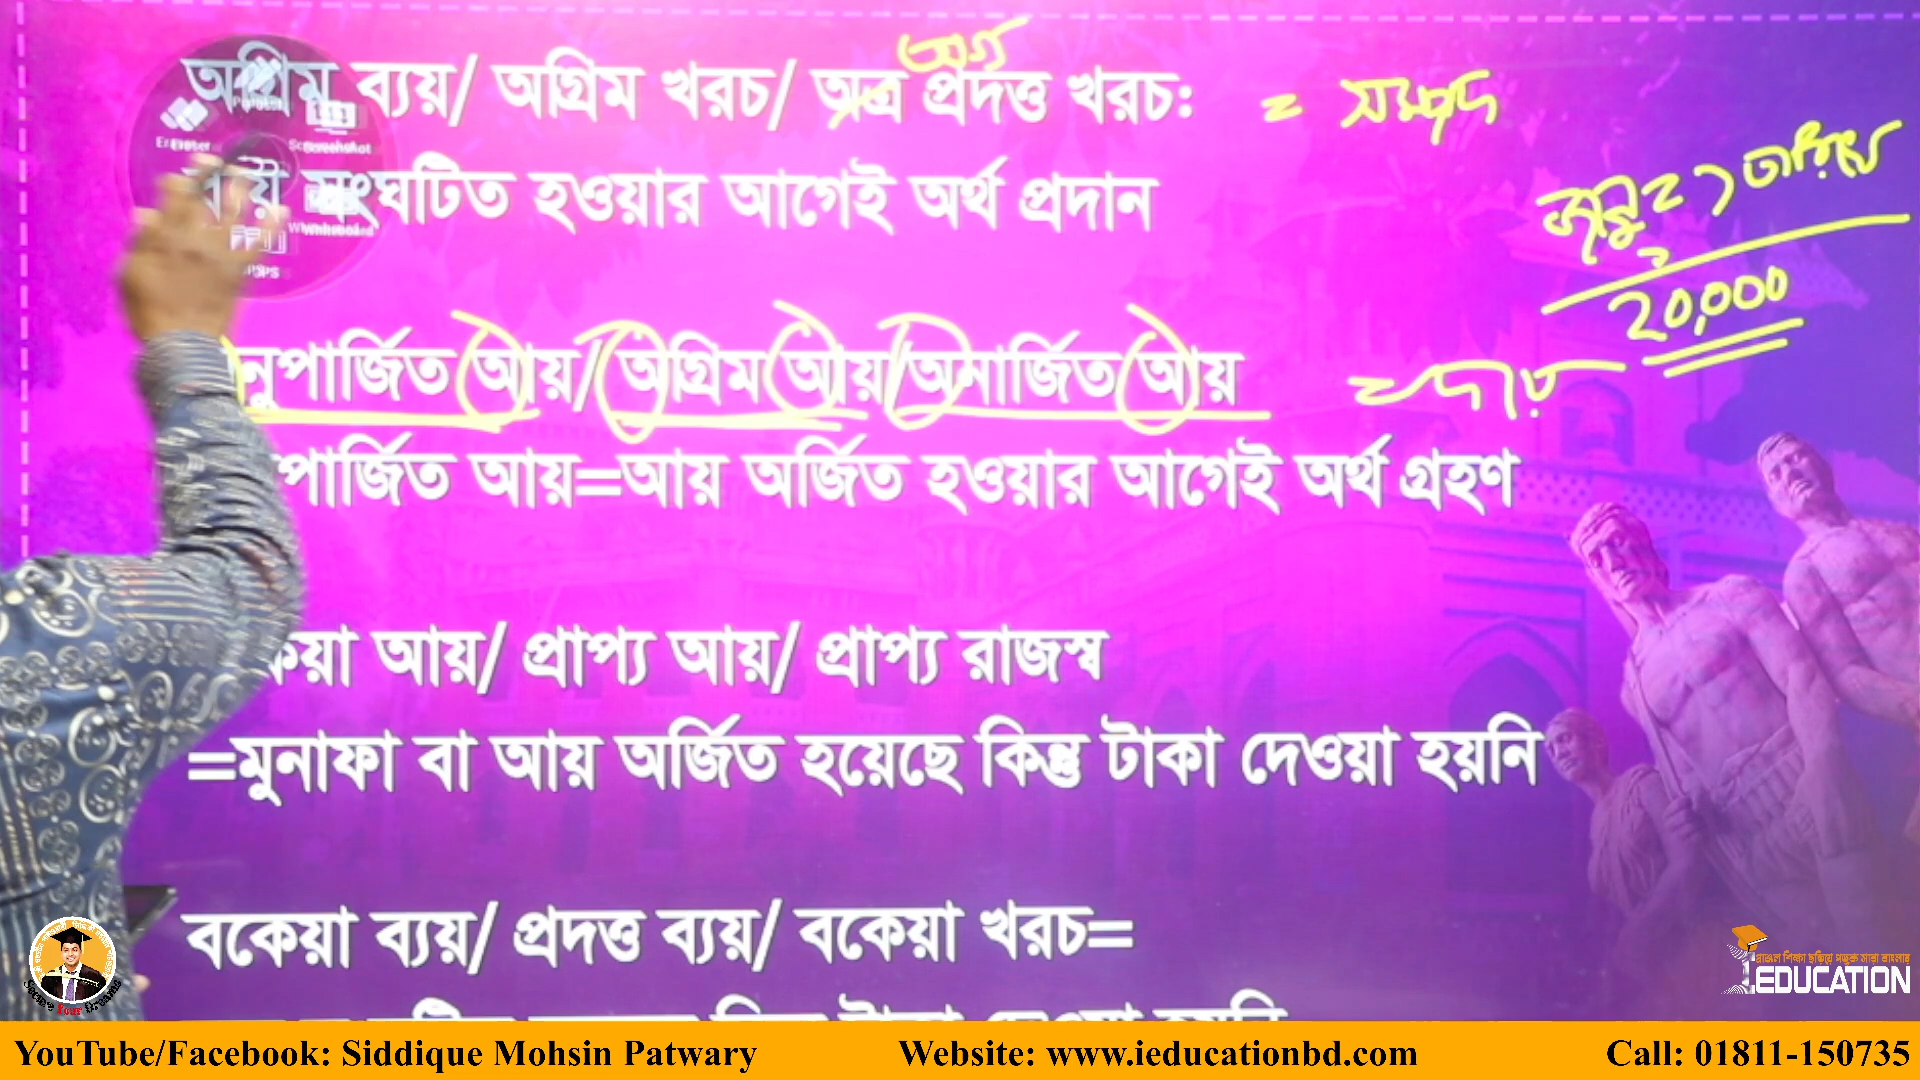 অগ্র
অগ্রিম ব্যয়/ অগ্রিম খরচ/ অত্র প্রদত্ত খরচ: = সম্পদ
ব্যয় সংঘটিত হওয়ার আগেই অর্থ প্রদান
জানু ১ তারিখে
20,000
নুপার্জিত আয়/ অগ্রিম আয়/অনার্জিত আয় = দায়
পার্জিত আয়=আয় অর্জিত হওয়ার আগেই অর্থ গ্রহণ
কেয়া আয়/ প্রাপ্য আয়/ প্রাপ্য রাজস্ব
=মুনাফা বা আয় অর্জিত হয়েছে কিন্তু টাকা দেওয়া হয়নি
বকেয়া ব্যয়/ প্রদত্ত ব্যয়/ বকেয়া খরচ=
EDUCATION
YouTube/Facebook: Siddique Mohsin Patwary Website: www.ieducationbd.com Call: 01811-150735